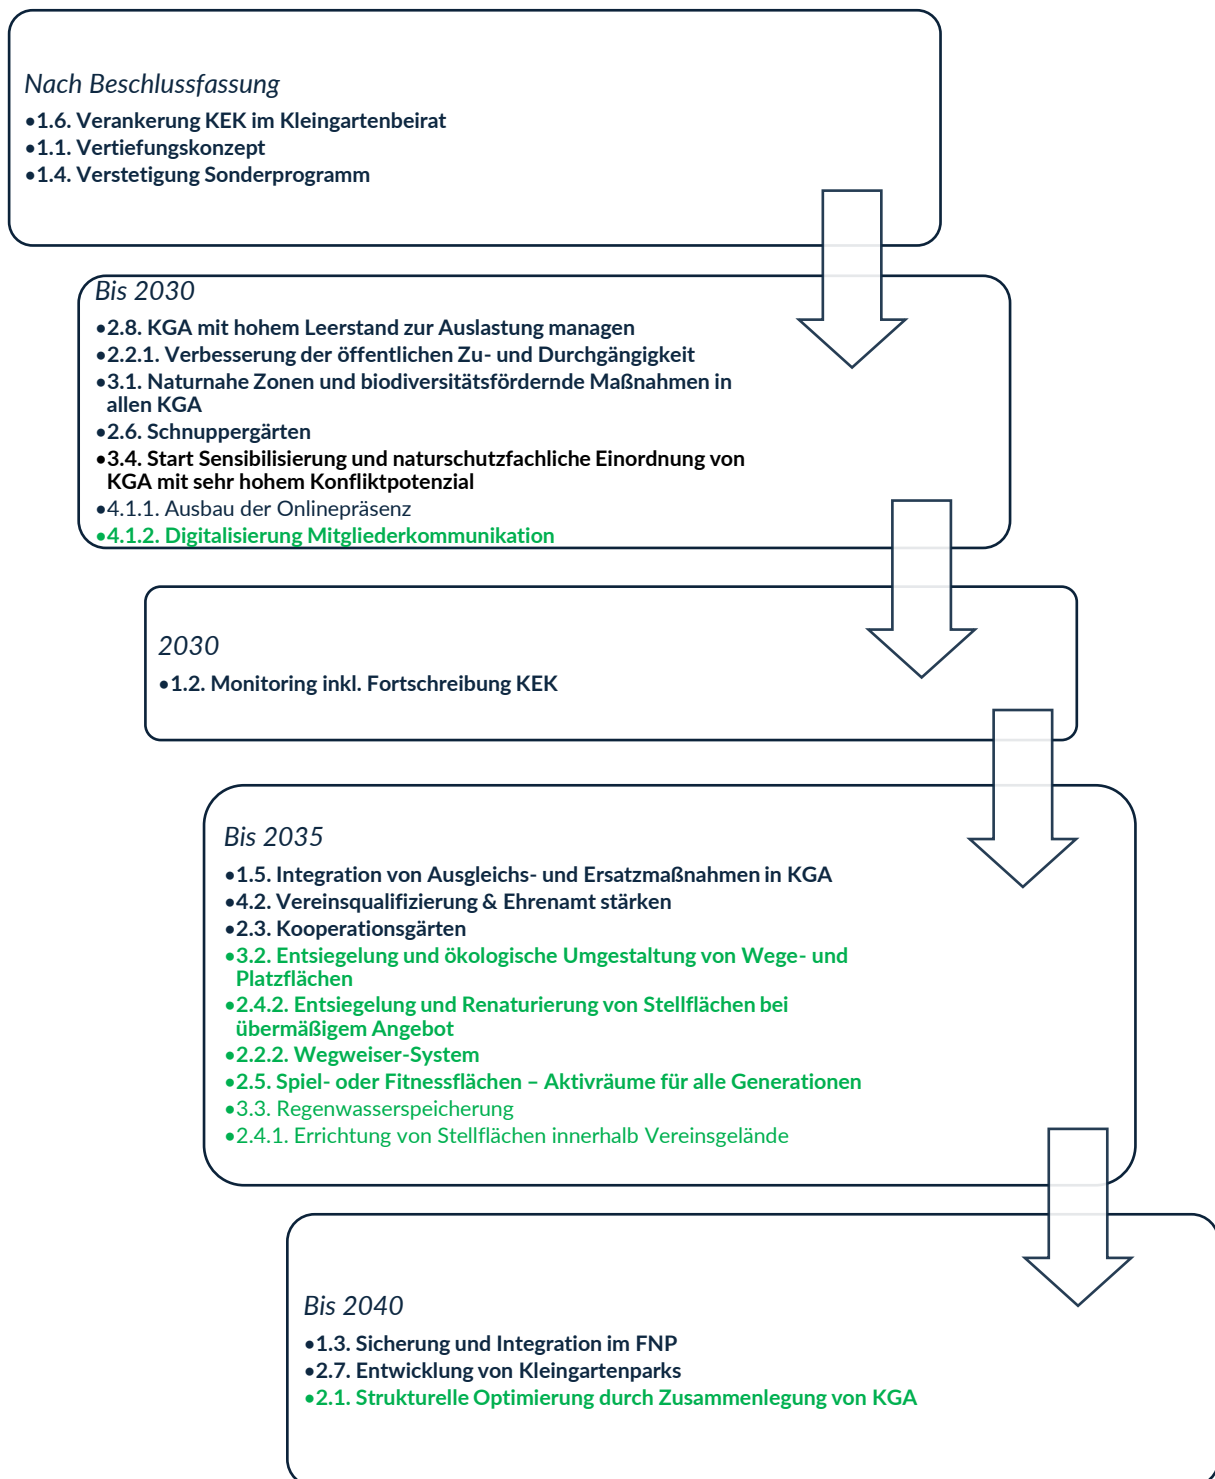 Nach Beschlussfassung
•1.6. Verankerung KEK im Kleingartenbeirat
•1.1. Vertiefungskonzept
•1.4. Verstetigung Sonderprogramm
Bis 2030
•2.8. KGA mit hohem Leerstand zur Auslastung managen
•2.2.1. Verbesserung der öffentlichen Zu- und Durchgängigkeit
•3.1. Naturnahe Zonen und biodiversitätsfördernde Maßnahmen in
allen KGA
•2.6. Schnuppergärten
•3.4. Start Sensibilisierung und naturschutzfachliche Einordnung von
KGA mit sehr hohem Konfliktpotenzial
•4.1.1. Ausbau der Onlinepräsenz
•4.1.2. Digitalisierung Mitgliederkommunikation
2030
•1.2. Monitoring inkl. Fortschreibung KEK
Bis 2035
•1.5. Integration von Ausgleichs- und Ersatzmaßnahmen in KGA
•4.2. Vereinsqualifizierung & Ehrenamt stärken
•2.3. Kooperationsgärten
•3.2. Entsiegelung und ökologische Umgestaltung von Wege- und
Platzflächen
•2.4.2. Entsiegelung und Renaturierung von Stellflächen bei
übermäßigem Angebot
•2.2.2. Wegweiser-System
•2.5. Spiel- oder Fitnessflächen – Aktivräume für alle Generationen
•3.3. Regenwasserspeicherung
•2.4.1. Errichtung von Stellflächen innerhalb Vereinsgelände
Bis 2040
•1.3. Sicherung und Integration im FNP
•2.7. Entwicklung von Kleingartenparks
•2.1. Strukturelle Optimierung durch Zusammenlegung von KGA